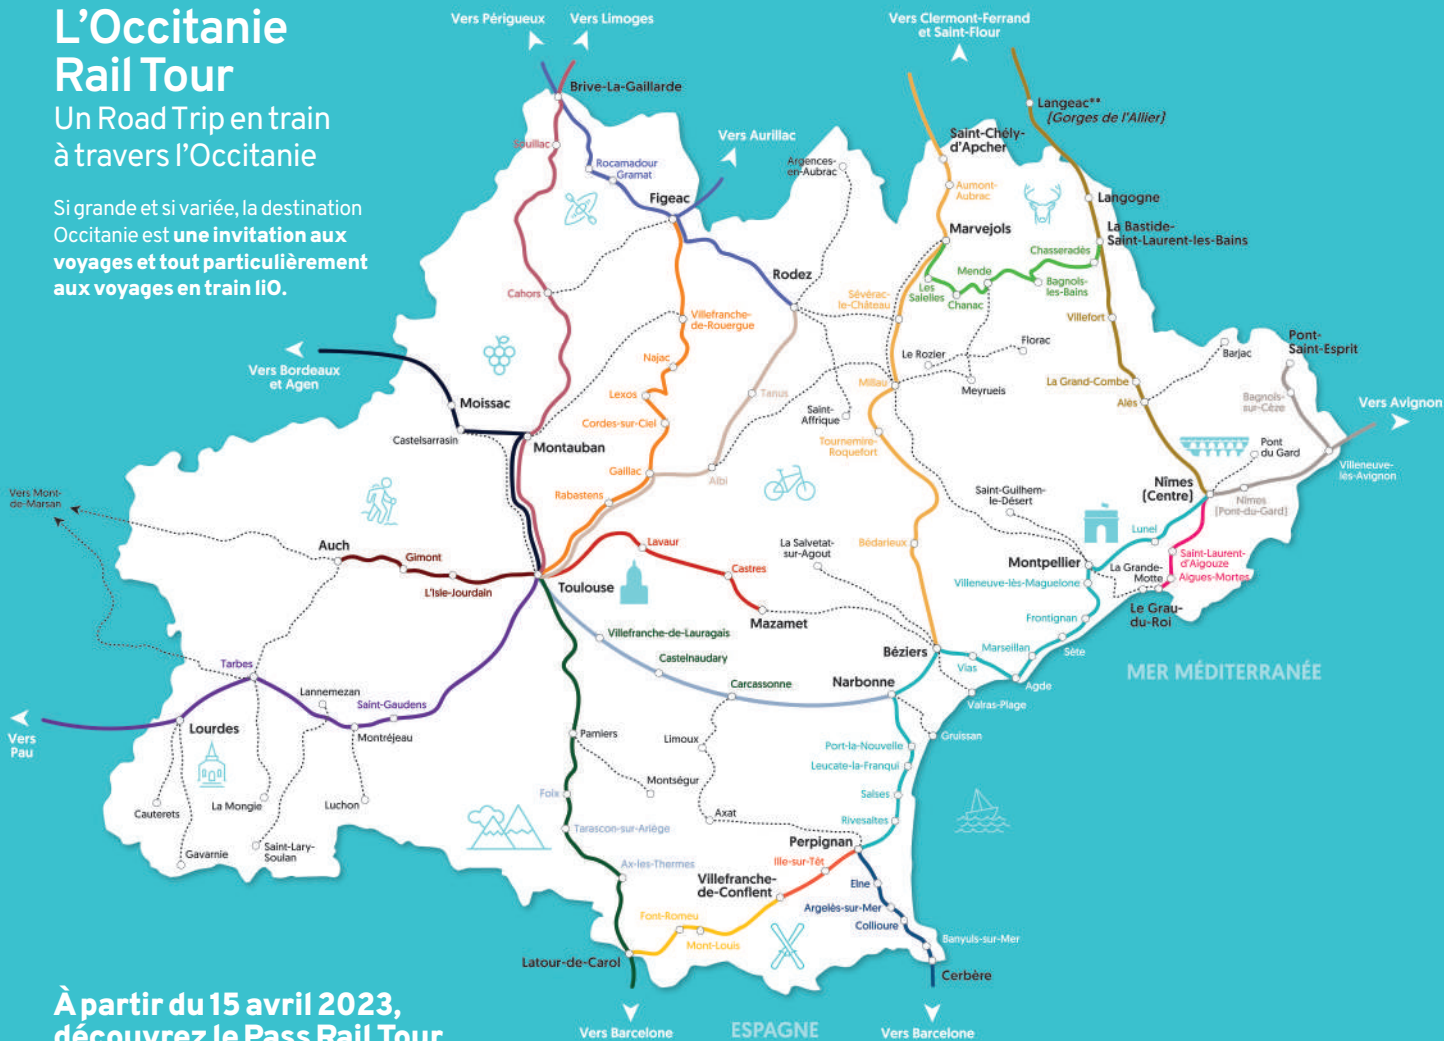 L'Occitanie
Rail Tour
Un Road Trip en train
à travers l'Occitanie
Si grande et si variée, la destination
Occitanie est une invitation aux
voyages et tout particulièrement
aux voyages en train liO.
Vers Périgueux
Vers Limoges
Vers Clermont-Ferrand
et Saint-Flour
Brive-La-Gaillarde
Langeac**
(Gorges de l'Allier)
Vers Aurillac
Saint-Chély-
d'Apcher
Souillac
Rocamadour
Gramat
Argences-
en-Aubrac
Aumont-
Aubrac
Figeac
Langogne
Marvejols
La Bastide-
Saint-Laurent-les-Bains
Chasseradès
Rodez
Mende
Bagnols-
les-Bains
Les
Salelles
Chanac
Cahors
Sévérac-
le-Château
Villefort
Villefranche-
de-Rouergue
Pont-
Saint-Esprit
Barjac
Florac
Le Rozier
Najac
Vers Bordeaux
et Agen
Millau
Meyrueis
La Grand-Combe
Alès
Bagnols-
sur-Cèze
Vers Avignon
Lexos
Tanus
Moissac
Saint-
Affrique
Cordes-sur-Ciel
Castelsarrasin
Montauban
Tournemire-
Roquefort
Pont
du Gard
Villeneuve-
lès-Avignon
Gaillac
Albi
Nîmes
(Centre)
Nîmes
(Pont-du-Gard)
Vers Mont-
de-Marsan
Rabastens
Saint-Guilhem-
le-Désert
Lunel
Auch
Gimont
Lavaur
La Salvetat-
sur-Agout
Bédarieux
Saint-Laurent-
d'Aigouze
Montpellier
La Grande-
Motte
Aigues-Mortes
Castres
L'Isle-Jourdain
Toulouse
Villeneuve-lès-Maguelone
Le Grau-
du-Roi
Mazamet
Frontignan
Villefranche-de-Lauragais
Béziers
Marseillan
Sète
Vias
Castelnaudary
Tarbes
MER MÉDITERRANÉE
Carcassonne
Narbonne
Agde
Lannemezan
Saint-Gaudens
Valras-Plage
Vers
Pau
Lourdes
Montréjeau
Pamiers
Limoux
Gruissan
Port-la-Nouvelle
Leucate-la-Franqui
Montségur
Foix
Salses
Cauterets
La Mongie
Luchon
Axat
Rivesaltes
Tarascon-sur-Ariège
Perpignan
Gavarnie
Saint-Lary-
Soulan
Ax-les-Thermes
Ille-sur-Têt
Villefranche-
de-Conflent
Elne
Argelès-sur-Mer
Collioure
Font-Romeu
Mont-Louis
Banyuls-sur-Mer
Latour-de-Carol
Cerbère
À partir du 15 avril 2023,
découvrez le Pass Rail Tour
Vers Barcelone
ESPAGNE
Vers Barcelone